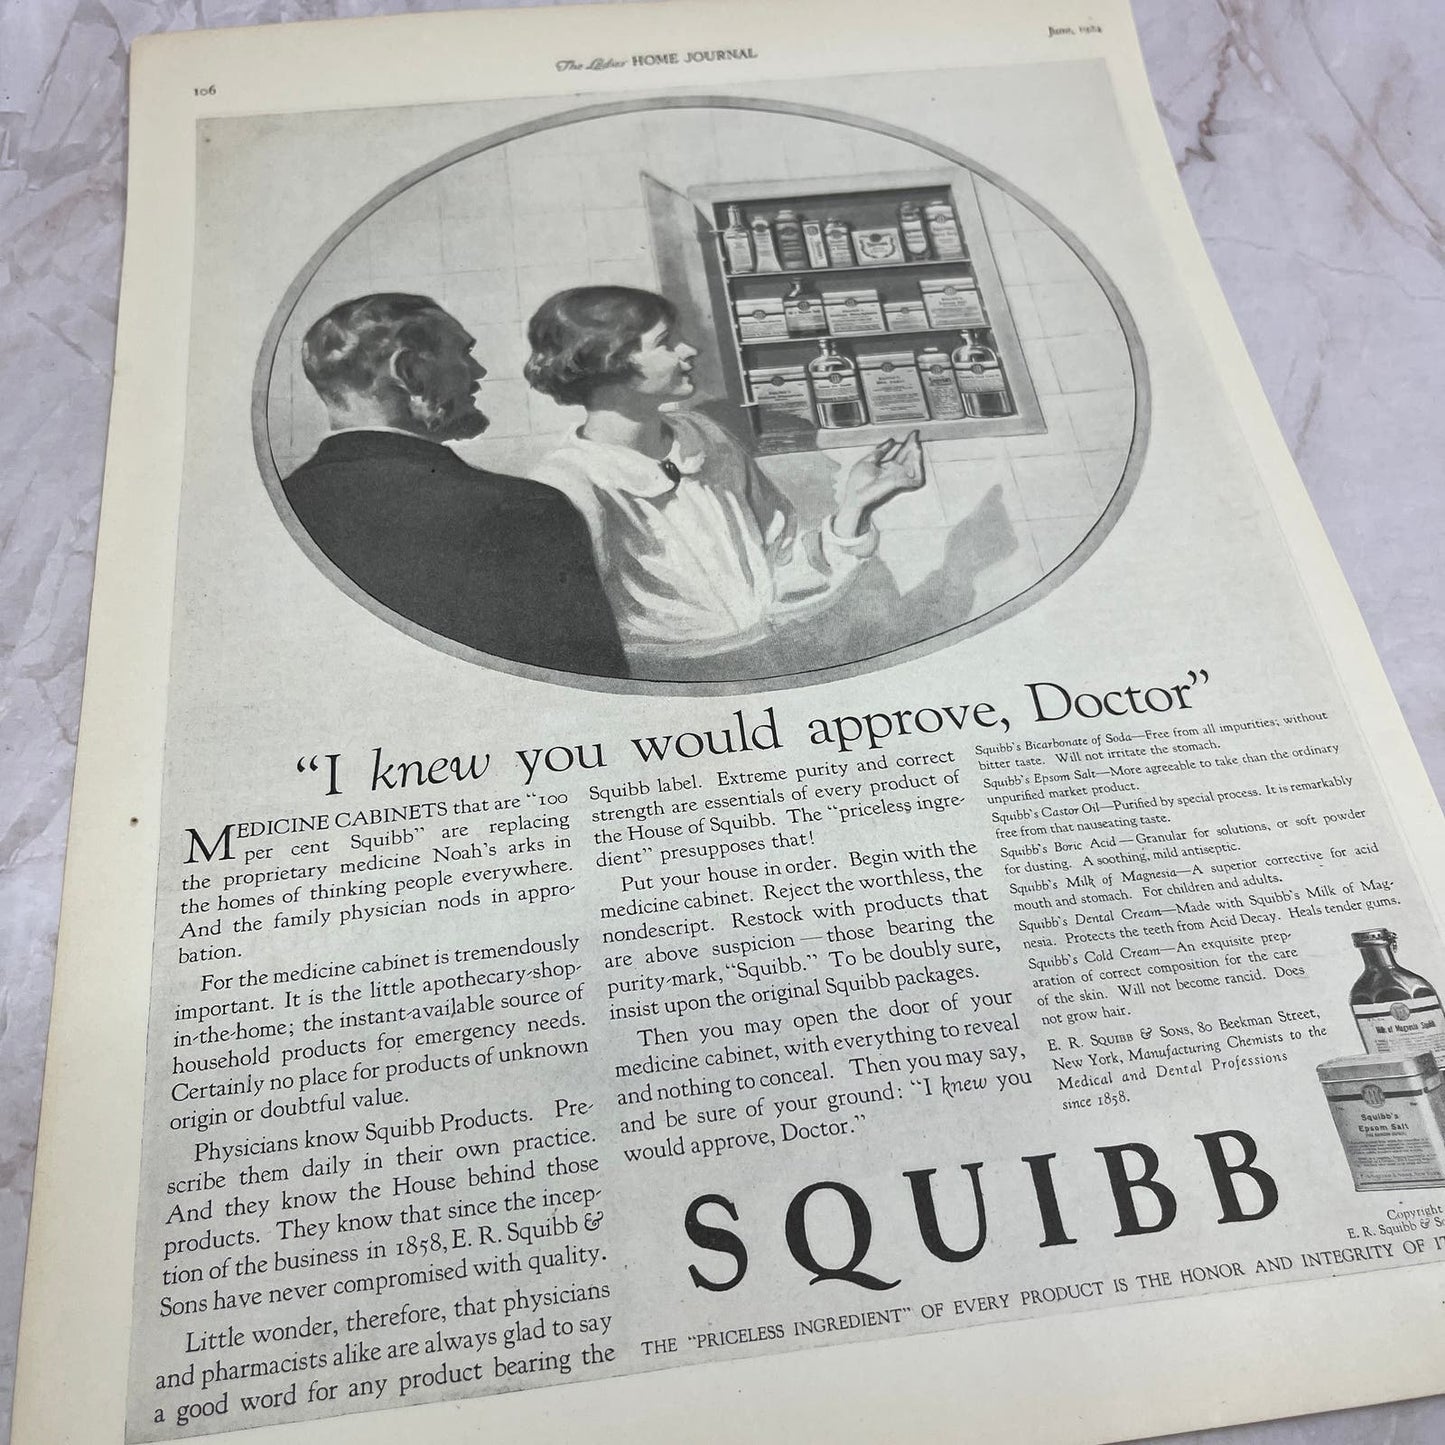 106
The Ladies' HOME JOURNAL
June, 1924
"I knew you would approve, Doctor"
MEDICINE CABINETS that are "100
per cent Squibb" are replacing
the proprietary medicine Noah's arks in
the homes of thinking people everywhere.
And the family physician nods in appro-
bation.
For the medicine cabinet is tremendously
important. It is the little apothecary-shop-
in-the-home; the instant-available source of
household products for emergency needs.
Certainly no place for products of unknown
origin or doubtful value.
Physicians know Squibb Products. Pre-
scribe them daily in their own practice.
And they know the House behind those
products. They know that since the incep-
tion of the business in 1858, E. R. Squibb &
Sons have never compromised with quality.
Little wonder, therefore, that physicians
and pharmacists alike are always glad to say
a good word for any product bearing the
Squibb label. Extreme purity and correct
strength are essentials of every product of
the House of Squibb. The "priceless ingre-
dient" presupposes that!
Put your house in order. Begin with the
medicine cabinet. Reject the worthless, the
nondescript. Restock with products that
are above suspicion—those bearing the
purity-mark, "Squibb." To be doubly sure,
insist upon the original Squibb packages.
Then you may open the door of your
medicine cabinet, with everything to reveal
and nothing to conceal. Then you may say,
and be sure of your ground: "I knew you
would approve, Doctor."
Squibb's Bicarbonate of Soda—Free from all impurities; without
bitter taste. Will not irritate the stomach.
Squibb's Epsom Salt—More agreeable to take than the ordinary
unpurified market product.
Squibb's Castor Oil—Purified by special process. It is remarkably
free from that nauseating taste.
Squibb's Boric Acid—Granular for solutions, or soft powder
for dusting. A soothing, mild antiseptic.
Squibb's Milk of Magnesia—A superior corrective for acid
mouth and stomach. For children and adults.
Squibb's Dental Cream—Made with Squibb's Milk of Mag-
nesia. Protects the teeth from Acid Decay. Heals tender gums.
Squibb's Cold Cream—An exquisite prep-
aration of correct composition for the care
of the skin. Will not become rancid. Does
not grow hair.
E. R. SQUIBB & SONS, 80 Beekman Street,
New York, Manufacturing Chemists to the
Medical and Dental Professions
since 1858.
Milk of Magnesia Squibb
Squibb's
Epsom Salt
Copyright
E. R. Squibb & S
SQUIBB
THE "PRICELESS INGREDIENT" OF EVERY PRODUCT IS THE HONOR AND INTEGRITY OF IT